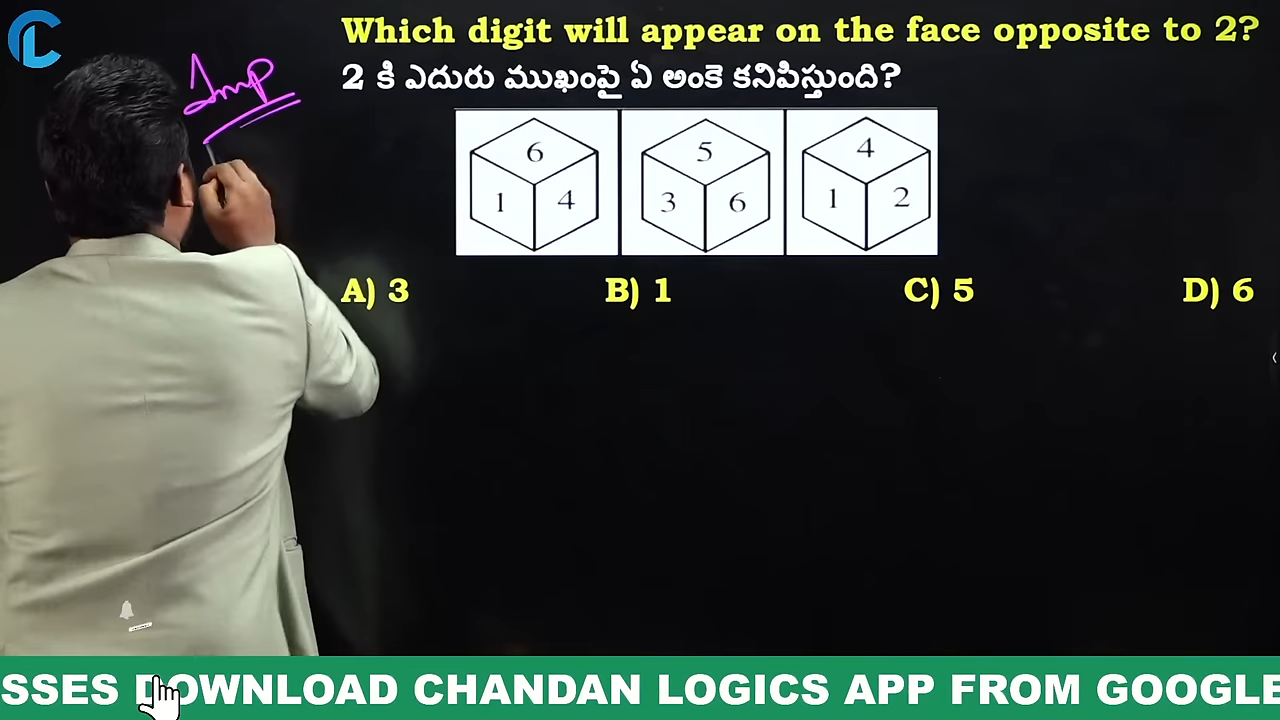 Which digit will appear on the face opposite to 2?
2 కి ఎదురు ముఖంపై ఏ అంకె కనిపిస్తుంది?
Imp
6
1 4
5
3 6
4
1 2
A) 3 B) 1 C) 5 D) 6
SSES DOWNLOAD CHANDAN LOGICS APP FROM GOOGLE